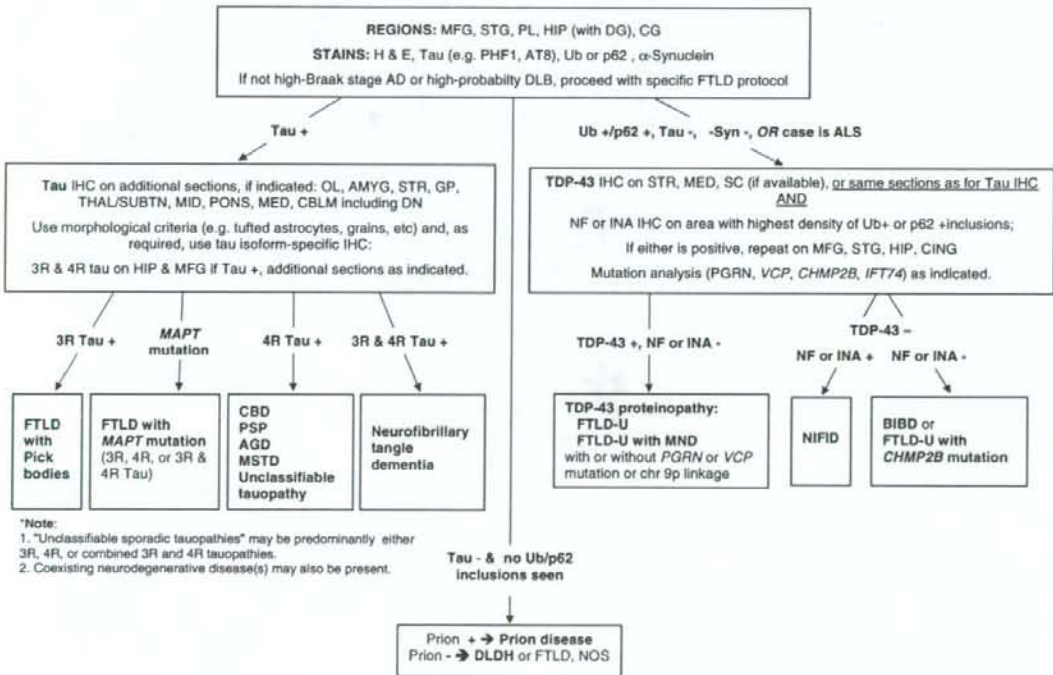 REGIONS: MFG, STG, PL, HIP (with DG), CG
STAINS: H & E, Tau (e.g. PHF1, AT8), Ub or p62 , α-Synuclein
If not high-Braak stage AD or high-probabilty DLB, proceed with specific FTLD protocol
Tau +
Ub +/p62 +, Tau -, -Syn -, OR case is ALS
Tau IHC on additional sections, if indicated: OL, AMYG, STR, GP,
THAL/SUBTN, MID, PONS, MED, CBLM including DN
Use morphological criteria (e.g. tufted astrocytes, grains, etc) and, as
required, use tau isoform-specific IHC:
3R & 4R tau on HIP & MFG if Tau +, additional sections as indicated.
TDP-43 IHC on STR, MED, SC (if available), or same sections as for Tau IHC
AND
NF or INA IHC on area with highest density of Ub+ or p62 +inclusions;
If either is positive, repeat on MFG, STG, HIP, CING
Mutation analysis (PGRN, VCP, CHMP2B, IFT74) as indicated.
3R Tau +
MAPT
mutation
4R Tau +
3R & 4R Tau +
TDP-43 +, NF or INA -
TDP-43 –
NF or INA +
NF or INA -
FTLD
with
Pick
bodies
FTLD with
MAPT mutation
(3R, 4R, or 3R &
4R Tau)
CBD
PSP
AGD
MSTD
Unclassifiable
tauopathy
Neurofibrillary
tangle
dementia
TDP-43 proteinopathy:
FTLD-U
FTLD-U with MND
with or without PGRN or VCP
mutation or chr 9p linkage
NIFID
BIBD or
FTLD-U with
CHMP2B mutation
*Note:
1. "Unclassifiable sporadic tauopathies" may be predominantly either
3R, 4R, or combined 3R and 4R tauopathies.
2. Coexisting neurodegenerative disease(s) may also be present.
Tau - & no Ub/p62
inclusions seen
Prion + ➔ Prion disease
Prion - ➔ DLDH or FTLD, NOS